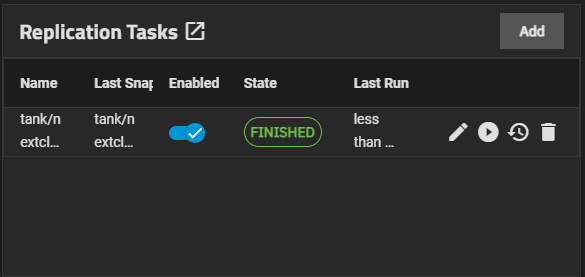 Replication Tasks
Add
Name Last Snap Enabled State Last Run
tank/n tank/n less
extcl... extcl... FINISHED than ...